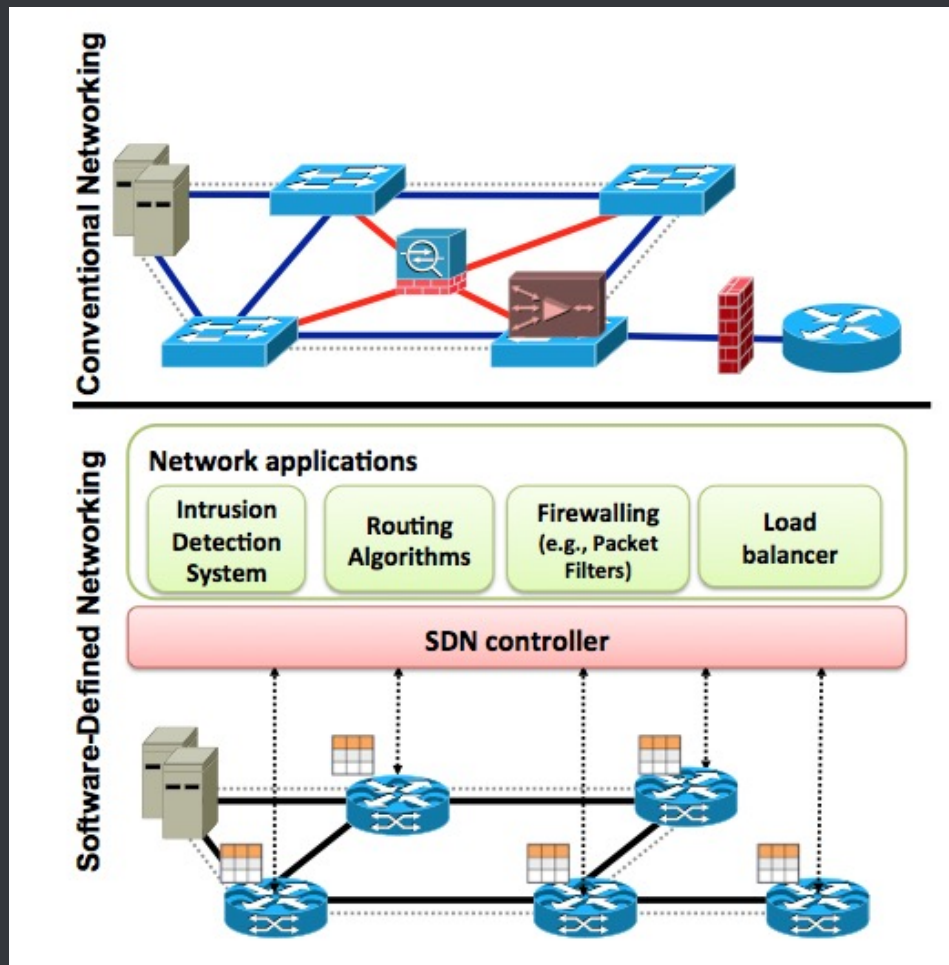 Conventional Networking
Software-Defined Networking
Network applications
Intrusion
Detection
System
Routing
Algorithms
Firewalling
(e.g., Packet
Filters)
Load
balancer
SDN controller